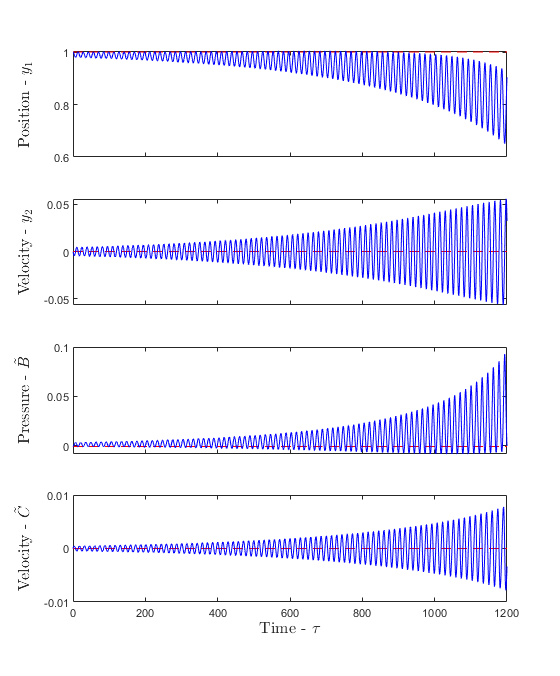 1
0.8
0.6
Position - y₁
0.05
0
-0.05
Velocity - y₂
0.1
0.05
0
Pressure - B̃
0.01
0
-0.01
Velocity - C̃
0 200 400 600 800 1000 1200
Time - τ